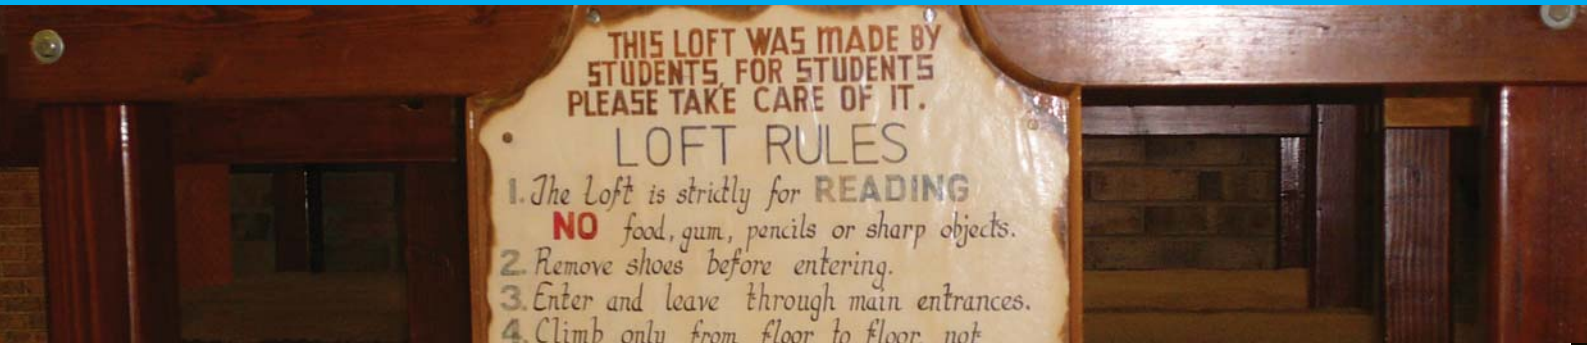 THIS LOFT WAS MADE BY
STUDENTS, FOR STUDENTS
PLEASE TAKE CARE OF IT.
LOFT RULES
1. The Loft is strictly for READING
NO food, gum, pencils or sharp objects.
2. Remove shoes before entering.
3. Enter and leave through main entrances.
4. Climb only from floor to floor not